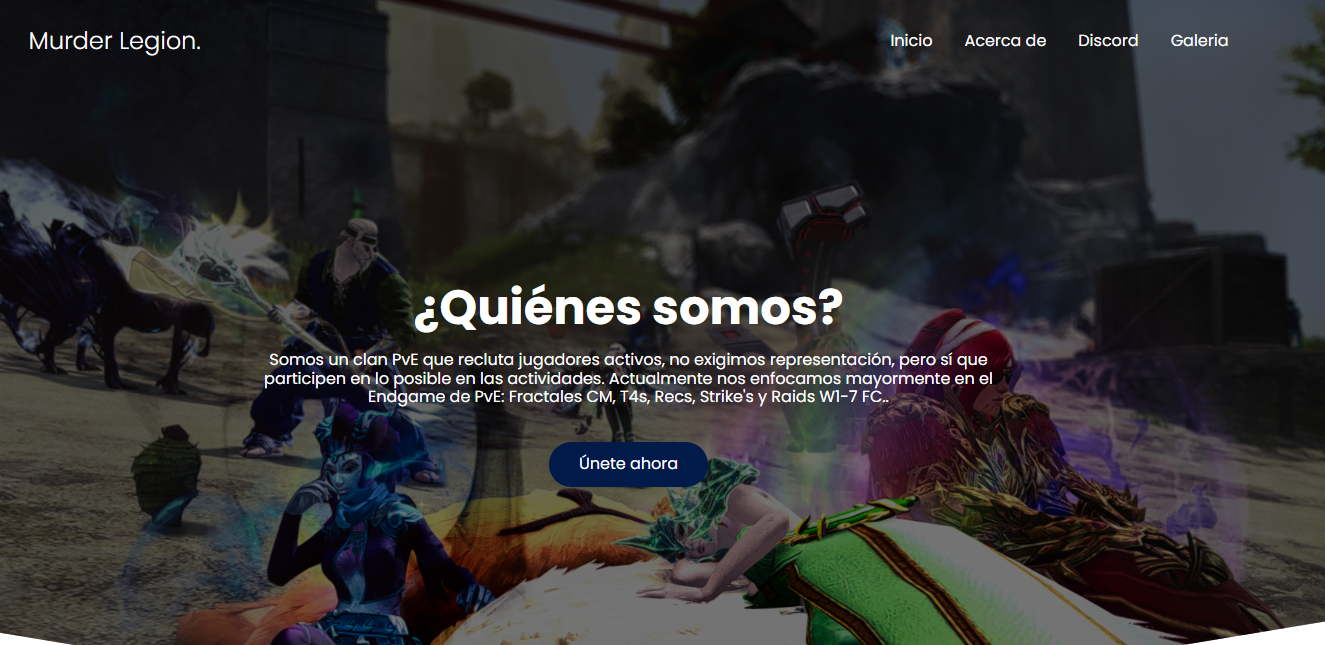 Murder Legion.
Inicio Acerca de Discord Galeria
¿Quiénes somos?
Somos un clan PvE que recluta jugadores activos, no exigimos representación, pero sí que
participen en lo posible en las actividades. Actualmente nos enfocamos mayormente en el
Endgame de PvE: Fractales CM, T4s, Recs, Strike's y Raids W1-7 FC..
Únete ahora